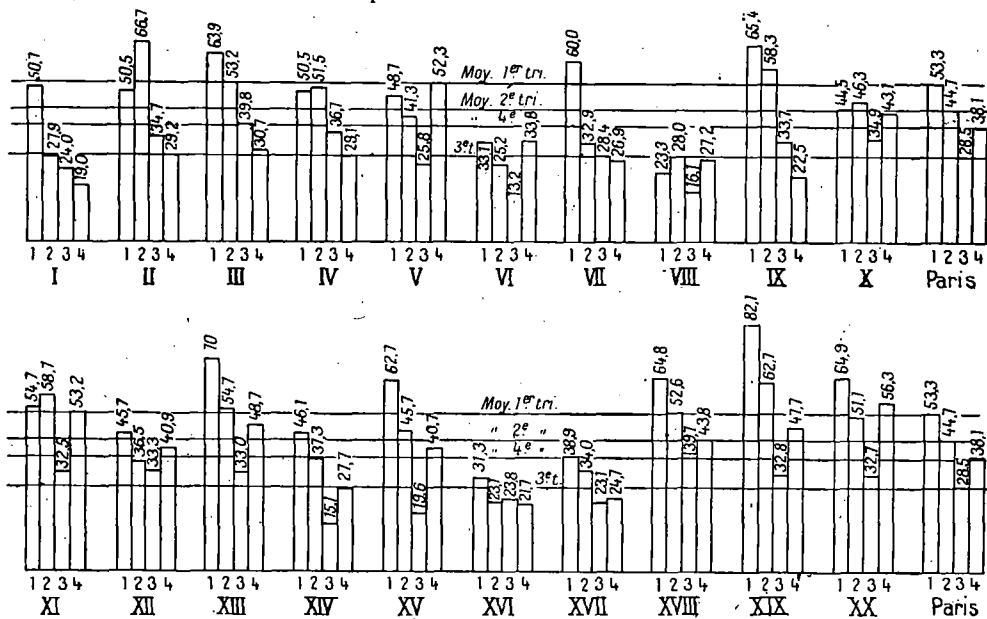 50,7 27,9 24,0 19,0
50,5 66,7 34,7 29,2
63,9 53,2 39,8 30,7
50,5 51,5 36,7 29,1
48,7 41,3 25,8 52,3
33,1 25,2 13,2 33,8
60,0 32,9 28,4 26,9
23,3 28,0 16,1 27,2
65,4 58,3 33,7 22,5
44,5 46,3 34,9 43,1
53,3 44,7 28,5 38,1
Moy. 1er tri.
Moy. 2e tri.
" 4e "
3e t.
1 2 3 4 1 2 3 4 1 2 3 4 1 2 3 4 1 2 3 4 1 2 3 4 1 2 3 4 1 2 3 4 1 2 3 4 1 2 3 4 1 2 3 4
I II III IV V VI VII VIII IX X Paris
54,7 58,7 32,5 53,2
45,7 36,5 33,3 40,9
70 54,7 33,0 48,7
46,1 37,3 15,1 27,7
62,7 45,7 19,6 40,7
31,3 23,1 23,8 21,7
38,9 34,0 23,1 24,7
64,8 52,6 39,7 43,8
82,1 62,7 32,8 47,7
64,9 51,1 32,7 56,3
53,3 44,7 28,5 38,1
Moy. 1er tri.
" 2e "
" 4e "
3e t.
1 2 3 4 1 2 3 4 1 2 3 4 1 2 3 4 1 2 3 4 1 2 3 4 1 2 3 4 1 2 3 4 1 2 3 4 1 2 3 4 1 2 3 4
XI XII XIII XIV XV XVI XVII XVIII XIX XX Paris